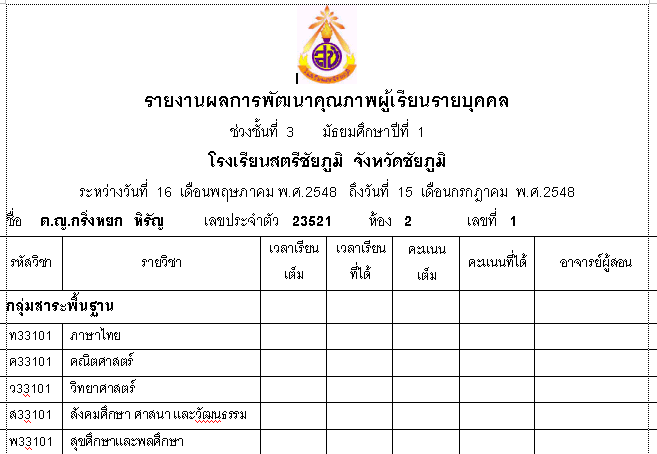 รายงานผลการพัฒนาคุณภาพผู้เรียนรายบุคคล
ช่วงชั้นที่ 3 มัธยมศึกษาปีที่ 1
โรงเรียนสตรีชัยภูมิ จังหวัดชัยภูมิ
ระหว่างวันที่ 16 เดือนพฤษภาคม พ.ศ.2548 ถึงวันที่ 15 เดือนกรกฎาคม พ.ศ.2548
ชื่อ ด.ญ.กริ่งหยก หิรัญ เลขประจำตัว 23521 ห้อง 2 เลขที่ 1
รหัสวิชา รายวิชา เวลาเรียนเต็ม เวลาเรียนที่ได้ คะแนนเต็ม คะแนนที่ได้ อาจารย์ผู้สอน
กลุ่มสาระพื้นฐาน
ท33101 ภาษาไทย
ค33101 คณิตศาสตร์
ว33101 วิทยาศาสตร์
ส33101 สังคมศึกษา ศาสนา และวัฒนธรรม
พ33101 สุขศึกษาและพลศึกษา